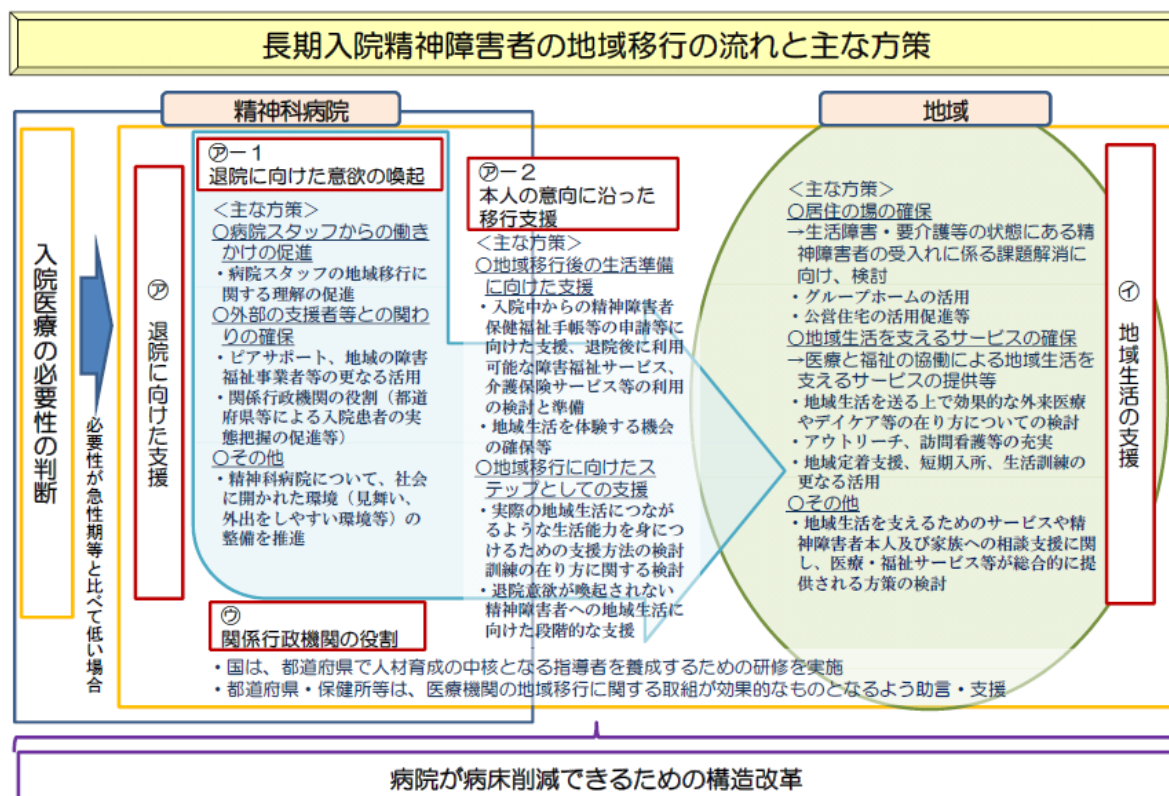 長期入院精神障害者の地域移行の流れと主な方策
精神科病院
地域
入院医療の必要性の判断
必要性が急性期等と比べて低い場合
㋐ 退院に向けた支援
㋐－1
退院に向けた意欲の喚起
＜主な方策＞
○病院スタッフからの働き
かけの促進
・病院スタッフの地域移行に
関する理解の促進
○外部の支援者等との関わ
りの確保
・ピアサポート、地域の障害
福祉事業者等の更なる活用
・関係行政機関の役割（都道
府県等による入院患者の実
態把握の促進等）
○その他
・精神科病院について、社会
に開かれた環境（見舞い、
外出をしやすい環境等）の
整備を推進
㋐－2
本人の意向に沿った
移行支援
＜主な方策＞
○地域移行後の生活準備
に向けた支援
・入院中からの精神障害者
保健福祉手帳等の申請等に
向けた支援、退院後に利用
可能な障害福祉サービス、
介護保険サービス等の利用
の検討と準備
・地域生活を体験する機会
の確保等
○地域移行に向けたス
テップとしての支援
・実際の地域生活につなが
るような生活能力を身につ
けるための支援方法の検討
訓練の在り方に関する検討
・退院意欲が喚起されない
精神障害者への地域生活に
向けた段階的な支援
＜主な方策＞
○居住の場の確保
→生活障害・要介護等の状態にある精
神障害者の受入れに係る課題解消に
向け、検討
・グループホームの活用
・公営住宅の活用促進等
○地域生活を支えるサービスの確保
→医療と福祉の協働による地域生活を
支えるサービスの提供等
・地域生活を送る上で効果的な外来医療
やデイケア等の在り方についての検討
・アウトリーチ、訪問看護等の充実
・地域定着支援、短期入所、生活訓練の
更なる活用
○その他
・地域生活を支えるためのサービスや精
神障害者本人及び家族への相談支援に関
し、医療・福祉サービス等が総合的に提
供される方策の検討
㋑ 地域生活の支援
㋒
関係行政機関の役割
・国は、都道府県で人材育成の中核となる指導者を養成するための研修を実施
・都道府県・保健所等は、医療機関の地域移行に関する取組が効果的なものとなるよう助言・支援
病院が病床削減できるための構造改革